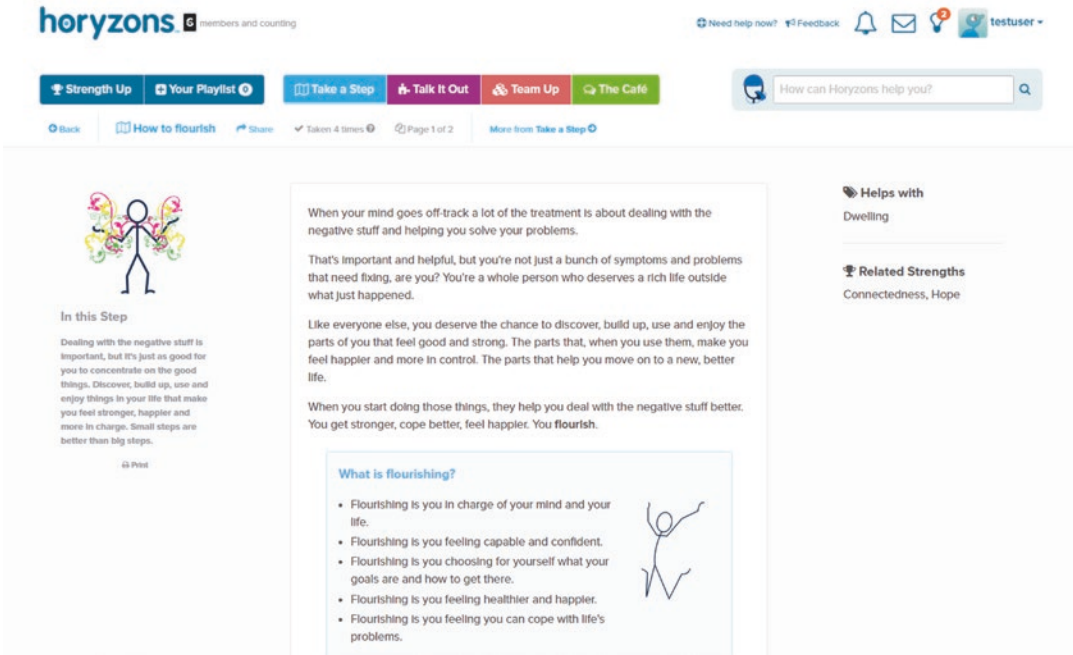 horyzons. 6 members and counting
Need help now? Feedback 2 testuser
Strength Up Your Playlist 0 Take a Step Talk It Out Team Up The Café
How can Horyzons help you?
Back How to flourish Share Taken 4 times Page 1 of 2 More from Take a Step
In this Step
Dealing with the negative stuff is
important, but it's just as good for
you to concentrate on the good
things. Discover, build up, use and
enjoy things in your life that make
you feel stronger, happier and
more in charge. Small steps are
better than big steps.
Print
When your mind goes off-track a lot of the treatment is about dealing with the
negative stuff and helping you solve your problems.
That's important and helpful, but you're not just a bunch of symptoms and problems
that need fixing, are you? You're a whole person who deserves a rich life outside
what just happened.
Like everyone else, you deserve the chance to discover, build up, use and enjoy the
parts of you that feel good and strong. The parts that, when you use them, make you
feel happier and more in control. The parts that help you move on to a new, better
life.
When you start doing those things, they help you deal with the negative stuff better.
You get stronger, cope better, feel happier. You flourish.
What is flourishing?
• Flourishing is you in charge of your mind and your
life.
• Flourishing is you feeling capable and confident.
• Flourishing is you choosing for yourself what your
goals are and how to get there.
• Flourishing is you feeling healthier and happier.
• Flourishing is you feeling you can cope with life's
problems.
Helps with
Dwelling
Related Strengths
Connectedness, Hope